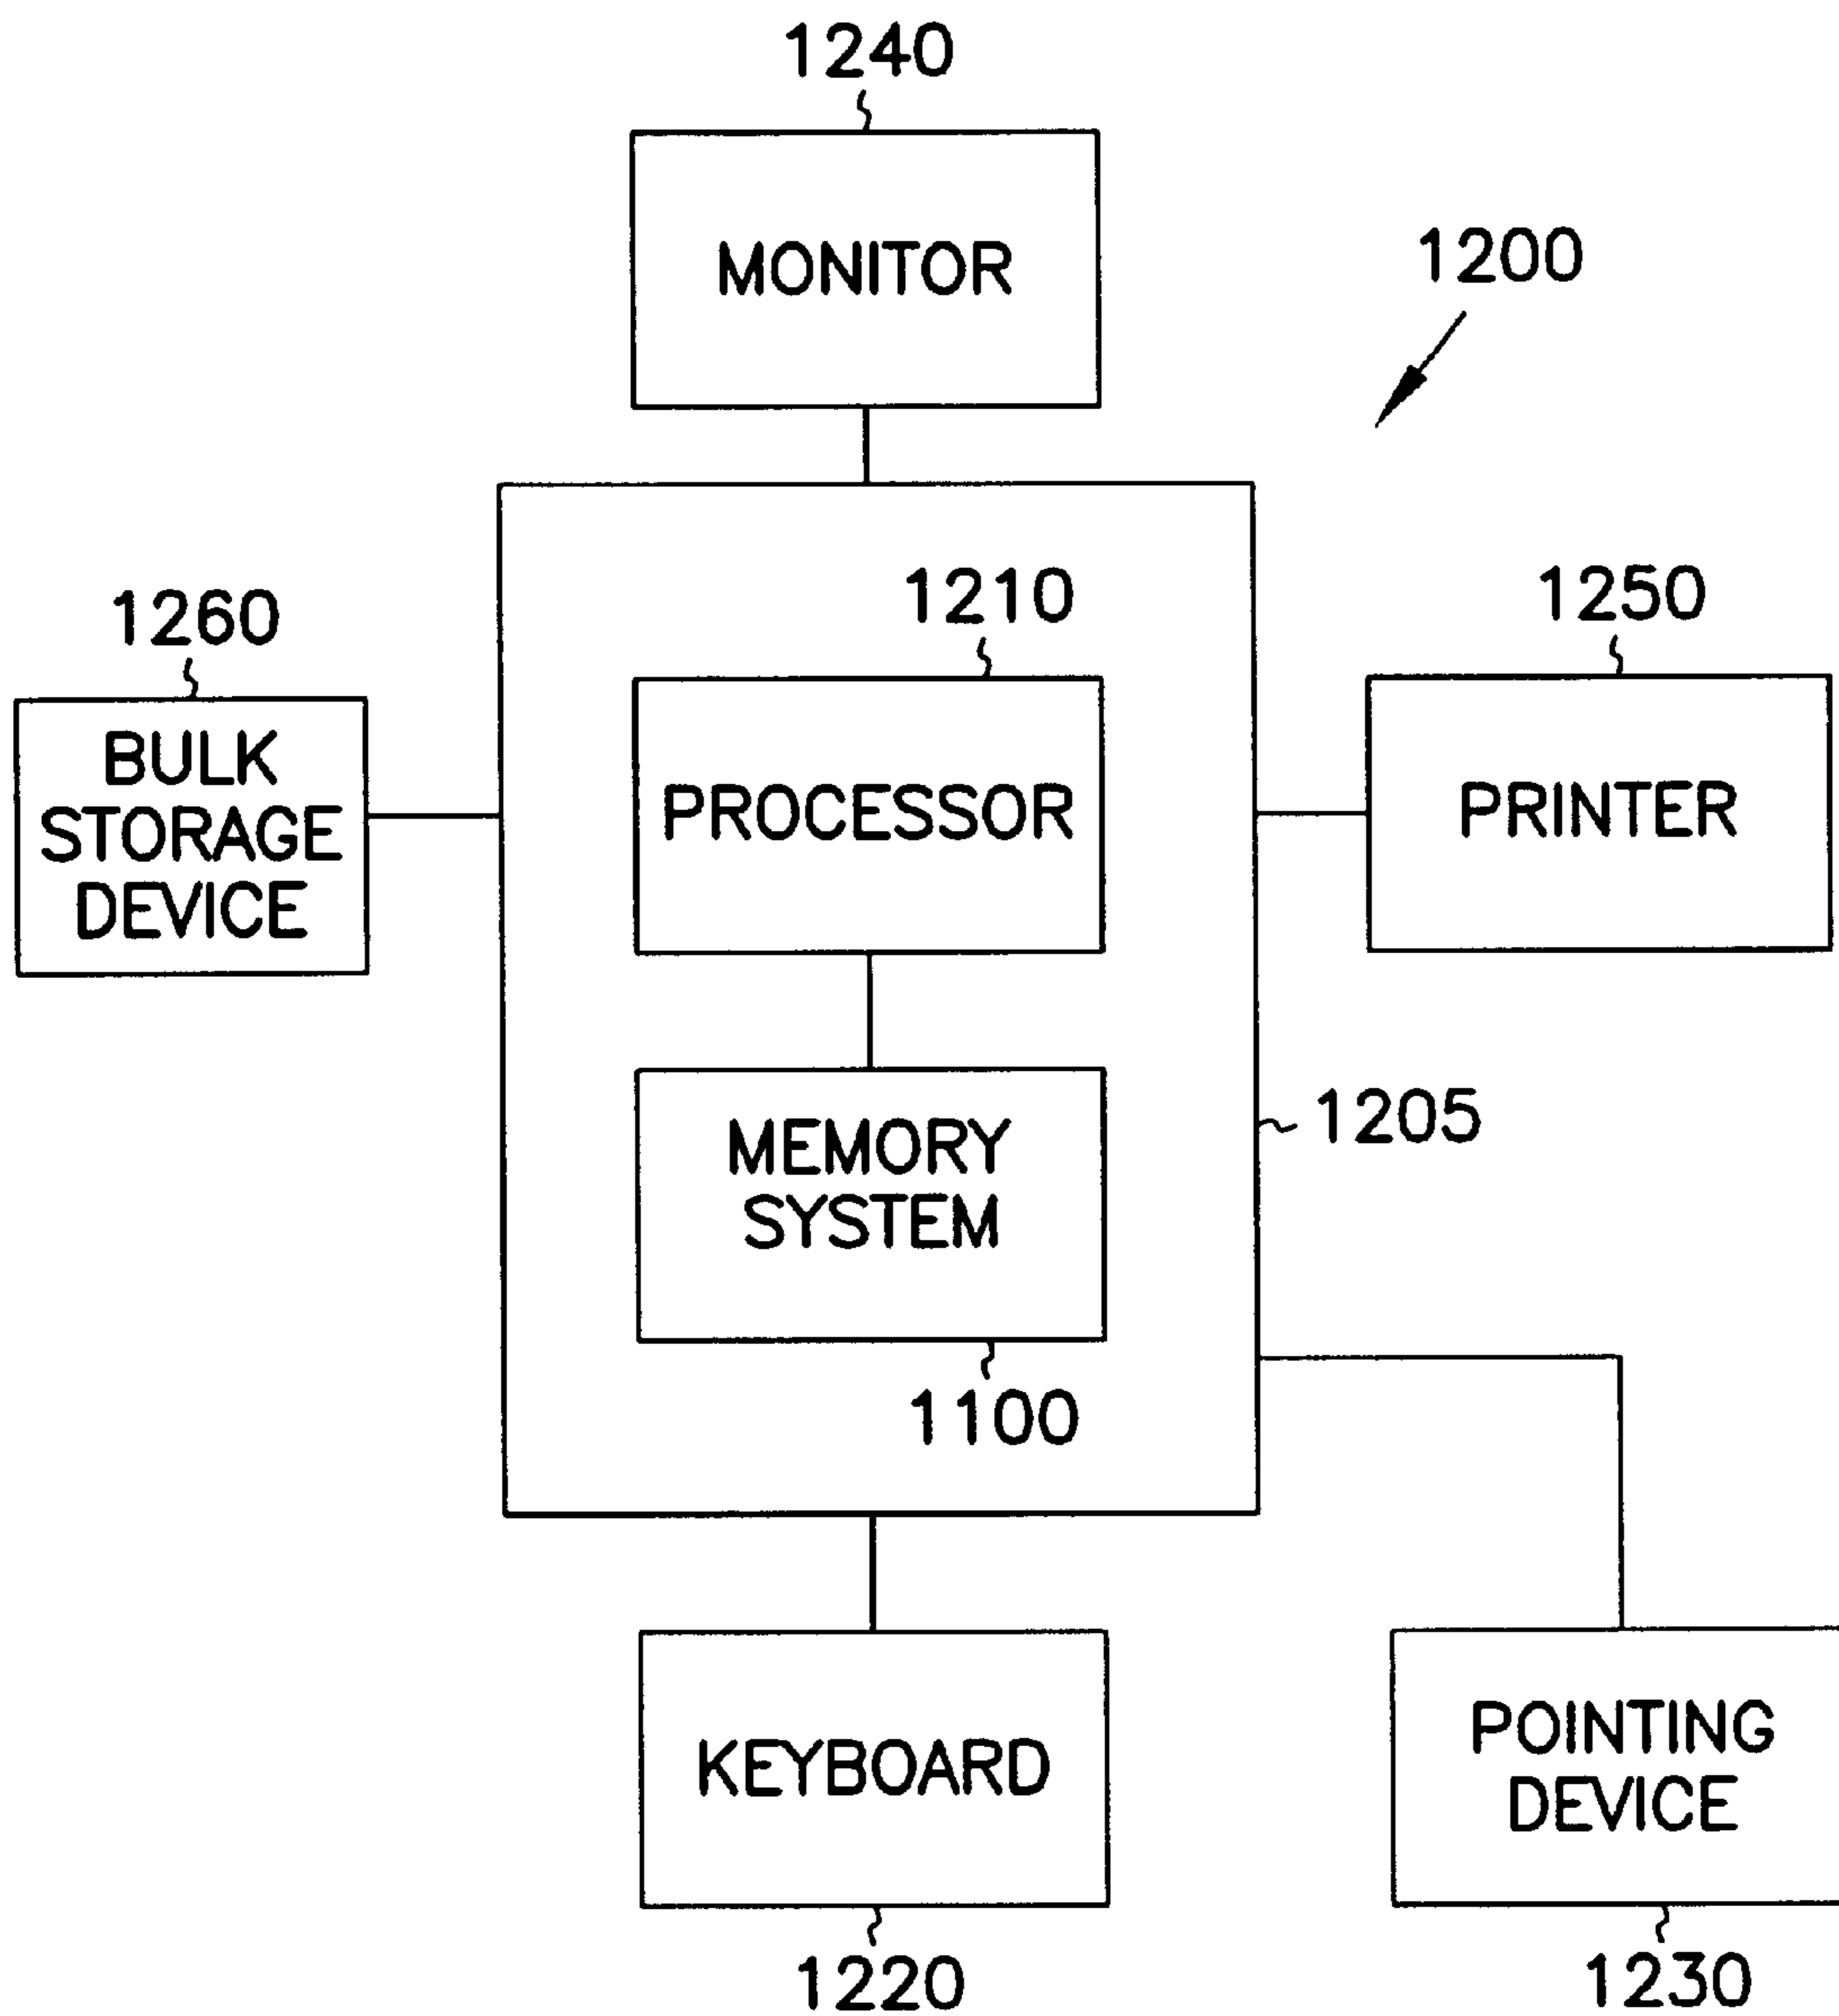 1240
MONITOR
1200
1260
BULK
STORAGE
DEVICE
1210
PROCESSOR
1250
PRINTER
MEMORY
SYSTEM
1205
1100
KEYBOARD
1220
POINTING
DEVICE
1230